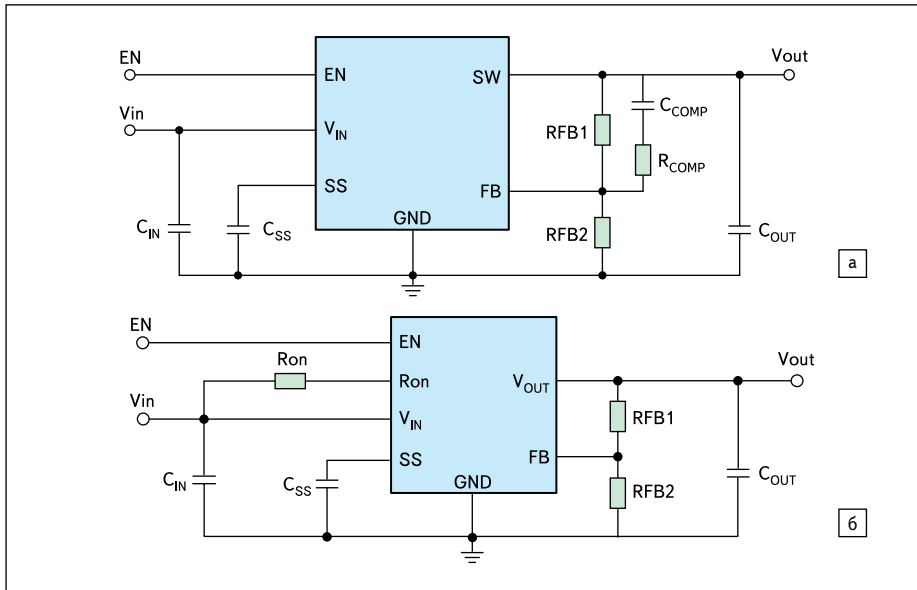 EN
EN
SW
Vout
C_COMP
Vin
V_IN
RFB1
R_COMP
SS
FB
GND
C_IN
C_SS
RFB2
C_OUT
а
EN
EN
Ron
Ron
V_OUT
Vout
Vin
V_IN
RFB1
SS
FB
C_IN
C_SS
GND
RFB2
C_OUT
б